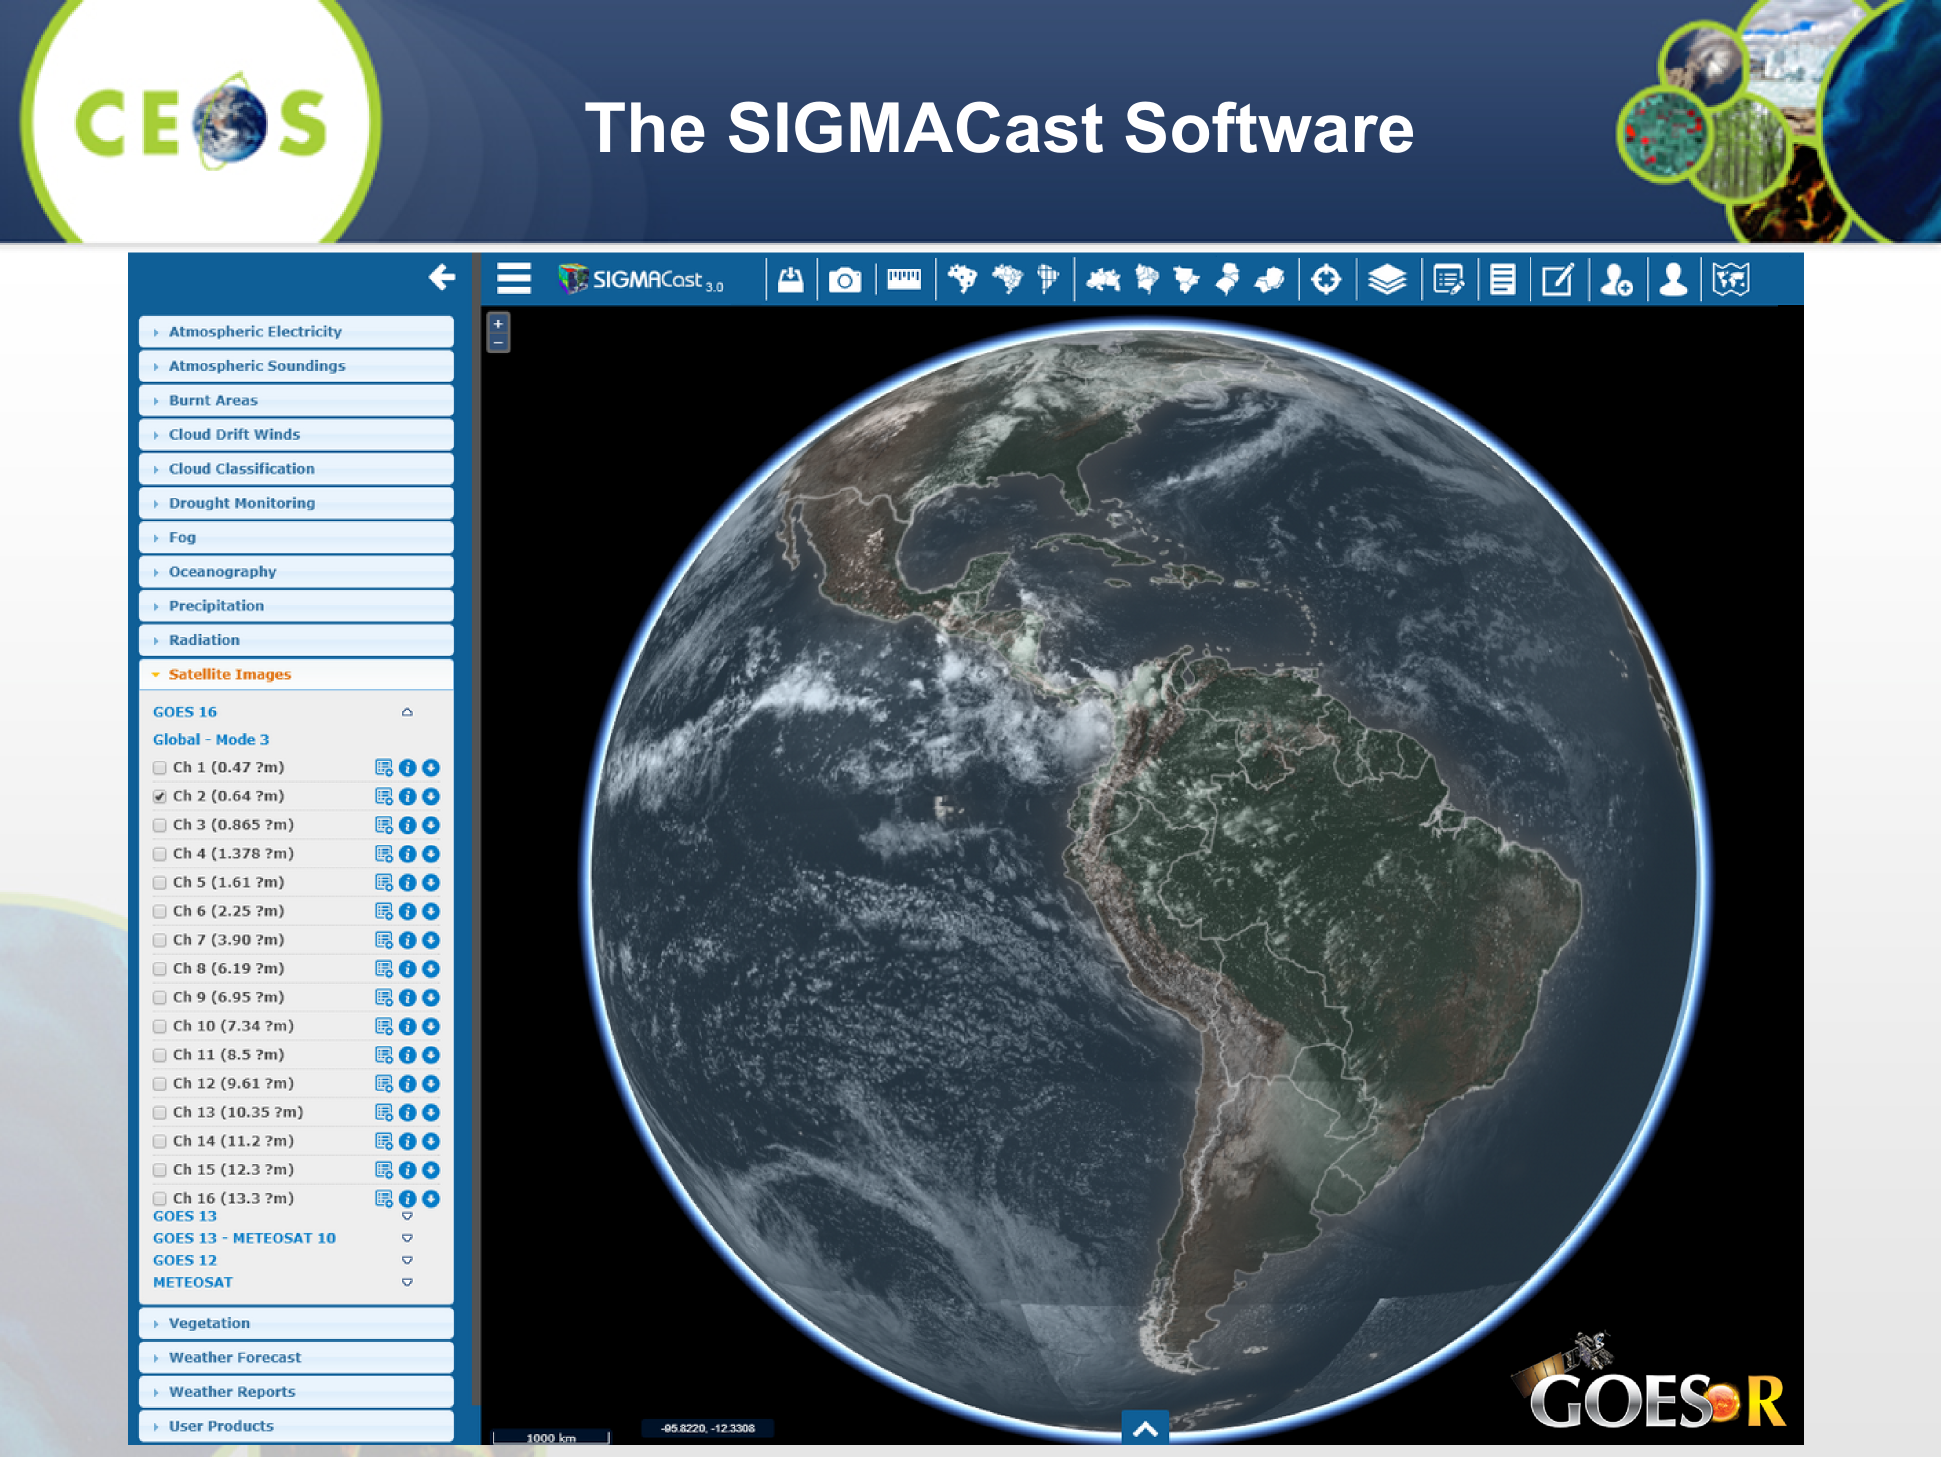 CEOS
The SIGMACast Software
SIGMACast 3.0
Atmospheric Electricity
Atmospheric Soundings
Burnt Areas
Cloud Drift Winds
Cloud Classification
Drought Monitoring
Fog
Oceanography
Precipitation
Radiation
Satellite Images
GOES 16
Global - Mode 3
Ch 1 (0.47 ?m)
Ch 2 (0.64 ?m)
Ch 3 (0.865 ?m)
Ch 4 (1.378 ?m)
Ch 5 (1.61 ?m)
Ch 6 (2.25 ?m)
Ch 7 (3.90 ?m)
Ch 8 (6.19 ?m)
Ch 9 (6.95 ?m)
Ch 10 (7.34 ?m)
Ch 11 (8.5 ?m)
Ch 12 (9.61 ?m)
Ch 13 (10.35 ?m)
Ch 14 (11.2 ?m)
Ch 15 (12.3 ?m)
Ch 16 (13.3 ?m)
GOES 13
GOES 13 - METEOSAT 10
GOES 12
METEOSAT
Vegetation
Weather Forecast
Weather Reports
User Products
1000 km
-95.8220, -12.3308
GOES R